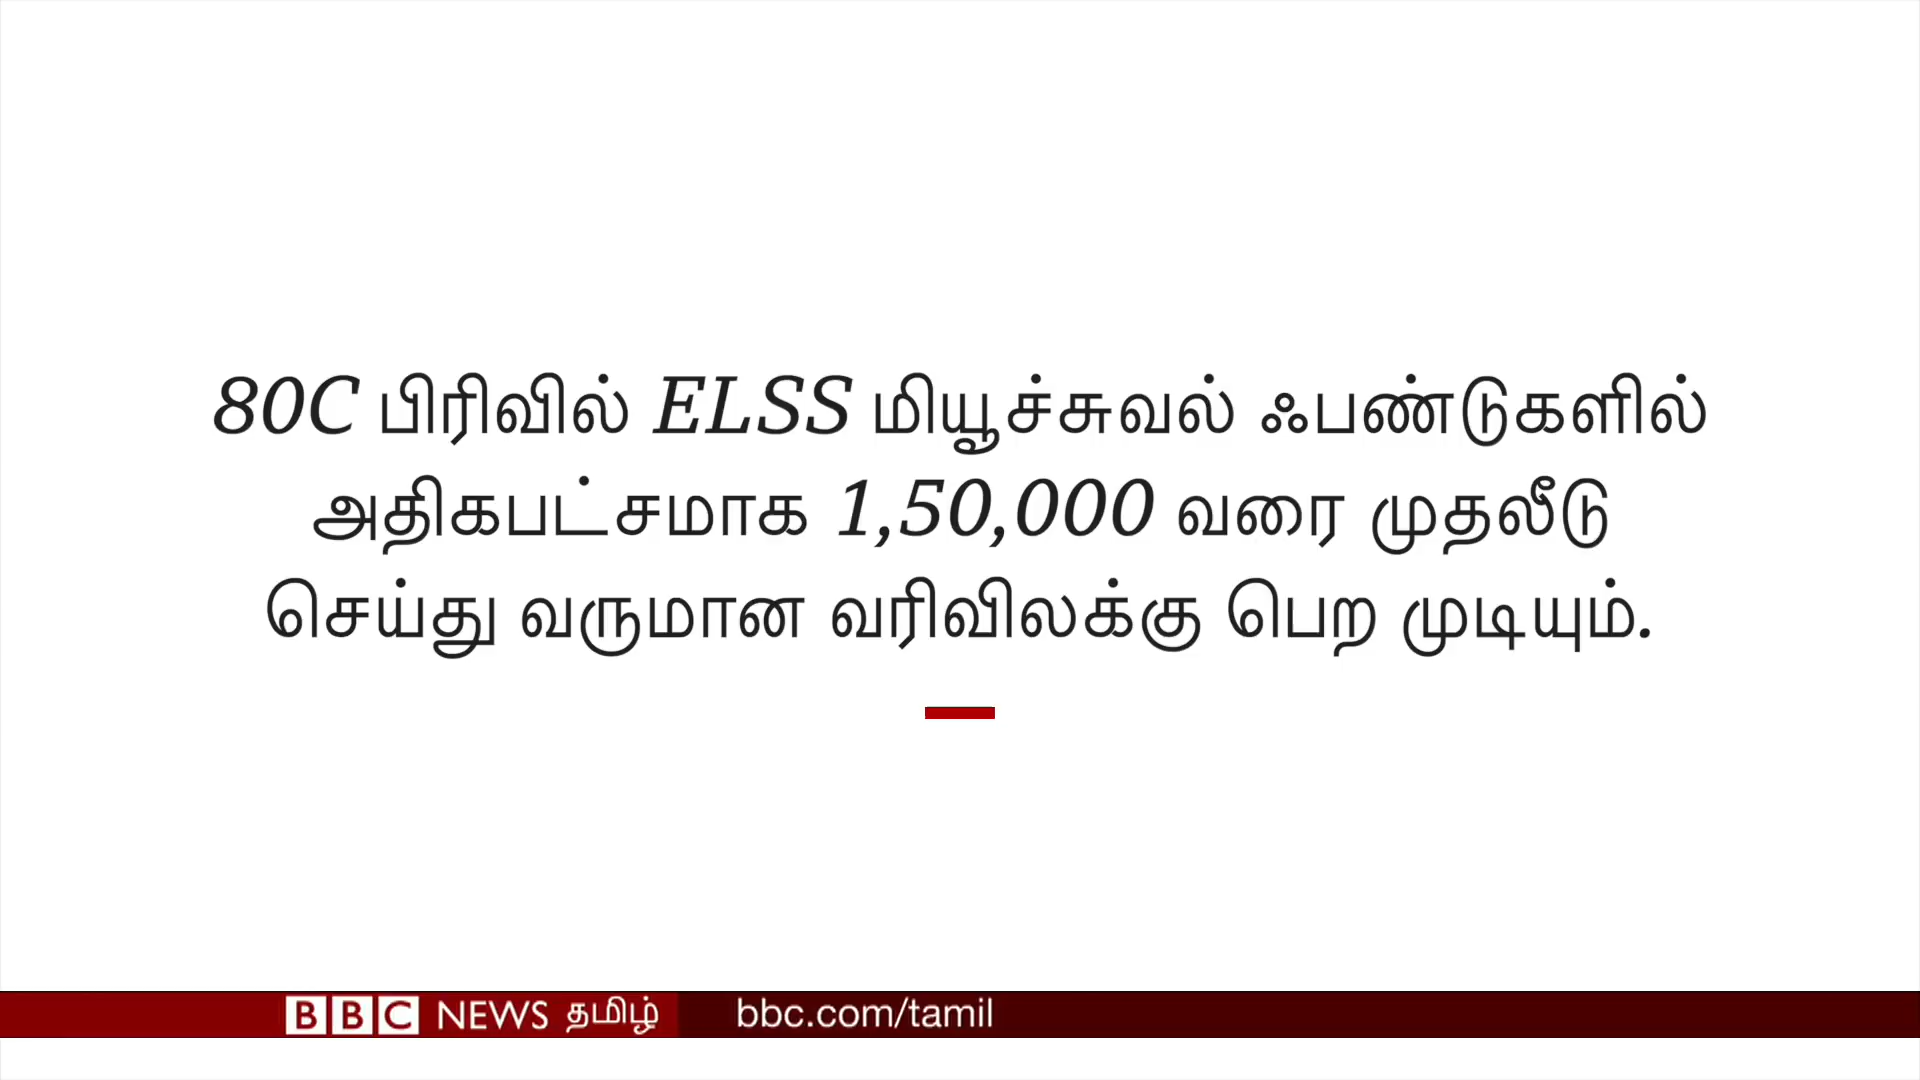 80C பிரிவில் ELSS மியூச்சுவல் ஃபண்டுகளில்
அதிகபட்சமாக 1,50,000 வரை முதலீடு
செய்து வருமான வரிவிலக்கு பெற முடியும்.
BBC NEWS தமிழ் bbc.com/tamil